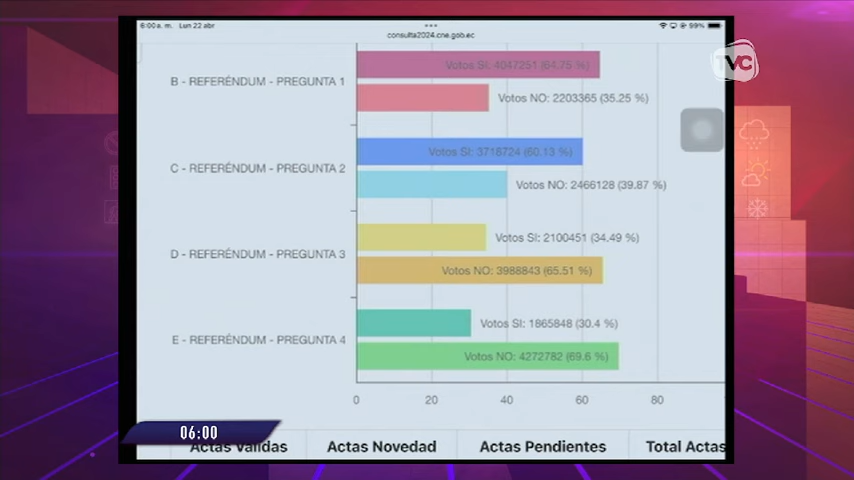 6:00 a. m. Lun 22 abr
99%
consulta2024.cne.gob.ec
TVC
Votos SI: 4047251 (64.75 %)
B - REFERÉNDUM - PREGUNTA 1
Votos NO: 2203365 (35.25 %)
Votos SI: 3718724 (60.13 %)
C - REFERÉNDUM - PREGUNTA 2
Votos NO: 2466128 (39.87 %)
Votos SI: 2100451 (34.49 %)
D - REFERÉNDUM - PREGUNTA 3
Votos NO: 3988843 (65.51 %)
Votos SI: 1865848 (30.4 %)
E - REFERÉNDUM - PREGUNTA 4
Votos NO: 4272782 (69.6 %)
0 20 40 60 80
06:00
Actas Válidas Actas Novedad Actas Pendientes Total Actas